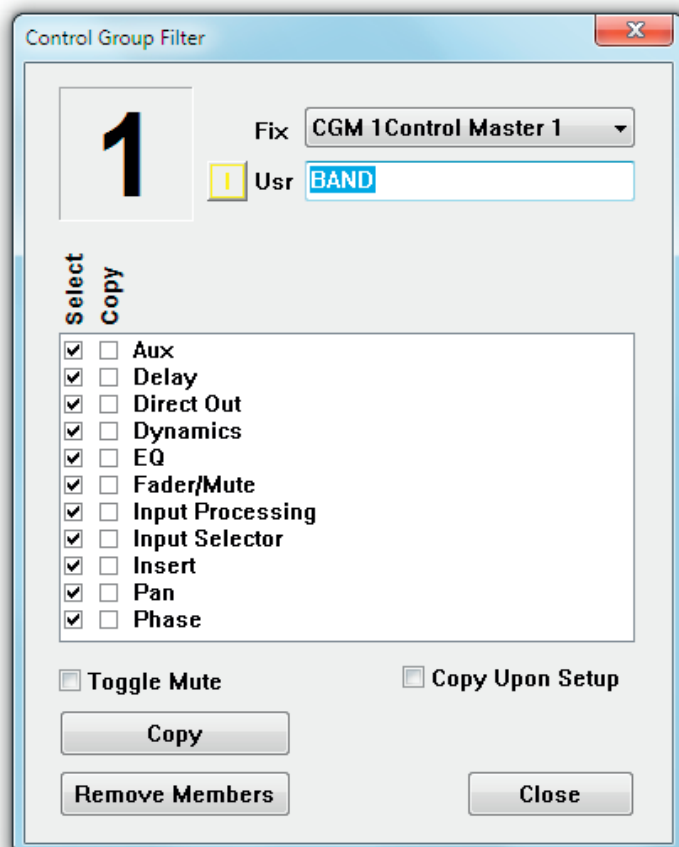 Control Group Filter
1
Fix CGM 1Control Master 1
I Usr BAND
Select Copy
Aux
Delay
Direct Out
Dynamics
EQ
Fader/Mute
Input Processing
Input Selector
Insert
Pan
Phase
Toggle Mute Copy Upon Setup
Copy
Remove Members Close